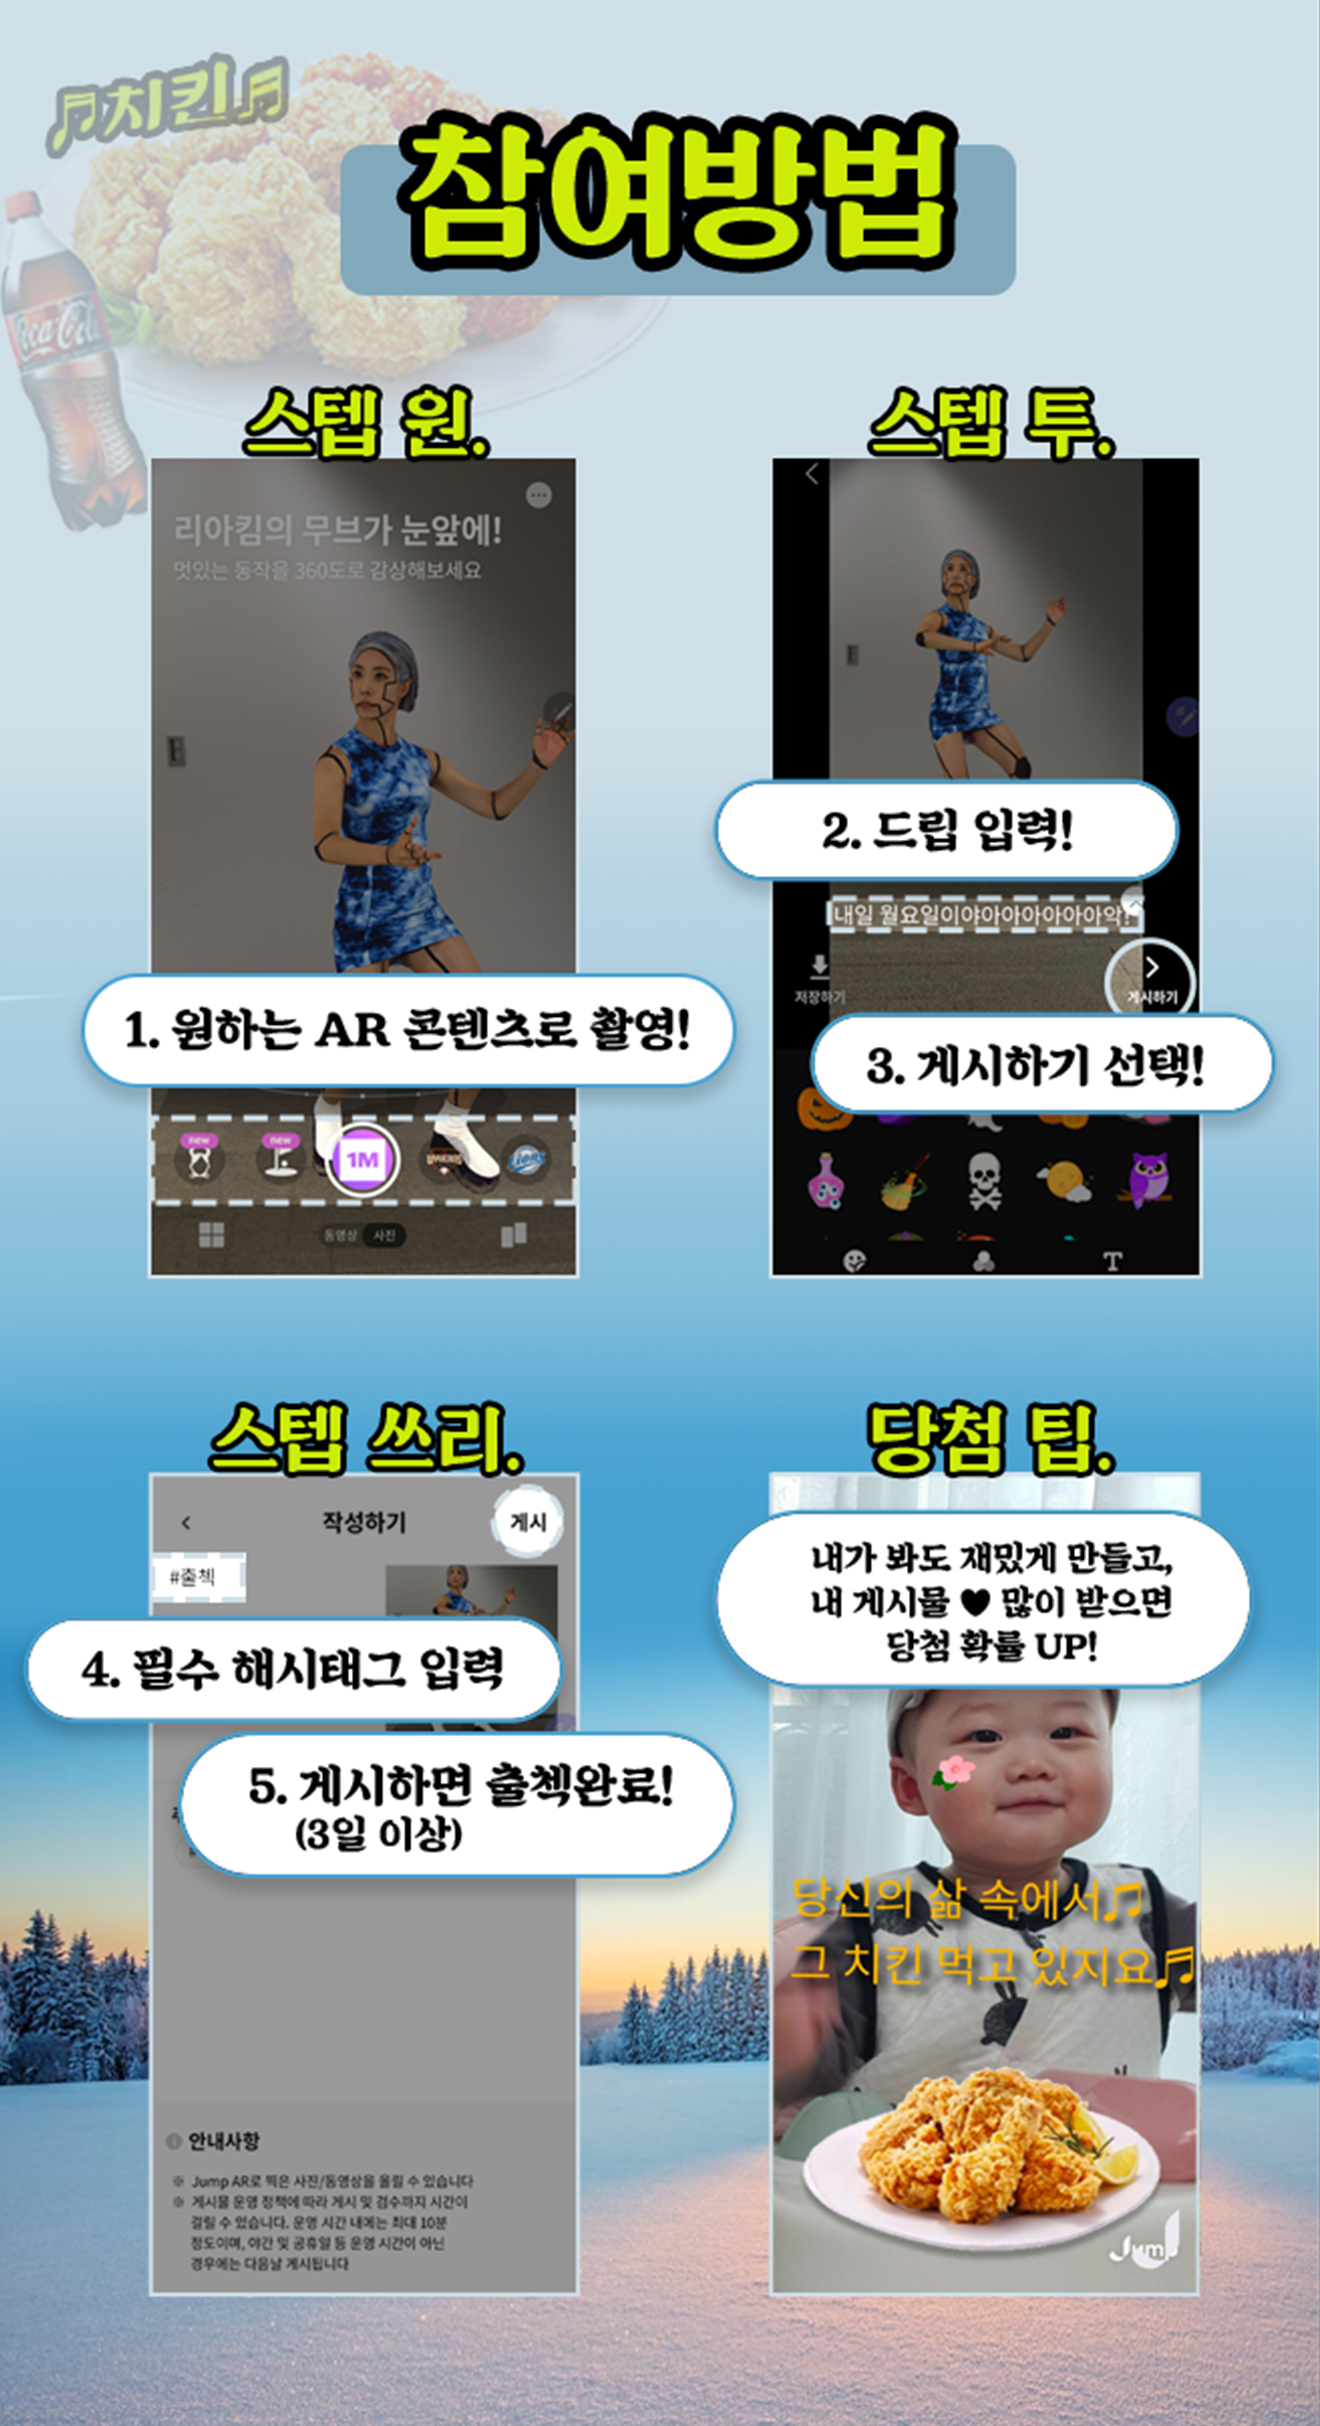 ♬치킨♬
참여방법
Coca-Cola
스텝 원.
리아킴의 무브가 눈앞에!
멋있는 동작을 360도로 감상해보세요
1. 원하는 AR 콘텐츠로 촬영!
new
new
1M
Lions
동영상 사진
스텝 투.
2. 드립 입력!
내일 월요일이야아아아아아아악!
저장하기
게시하기
3. 게시하기 선택!
T
스텝 쓰리.
작성하기
게시
#출첵
4. 필수 해시태그 입력
5. 게시하면 출첵완료!
(3일 이상)
안내사항
※ Jump AR로 찍은 사진/동영상을 올릴 수 있습니다
※ 게시물 운영 정책에 따라 게시 및 검수까지 시간이
걸릴 수 있습니다. 운영 시간 내에는 최대 10분
정도이며, 야간 및 공휴일 등 운영 시간이 아닌
경우에는 다음날 게시됩니다
당첨 팁.
내가 봐도 재밌게 만들고,
내 게시물 ♥ 많이 받으면
당첨 확률 UP!
당신의 삶 속에서♫
그 치킨 먹고 있지요♬
Jump